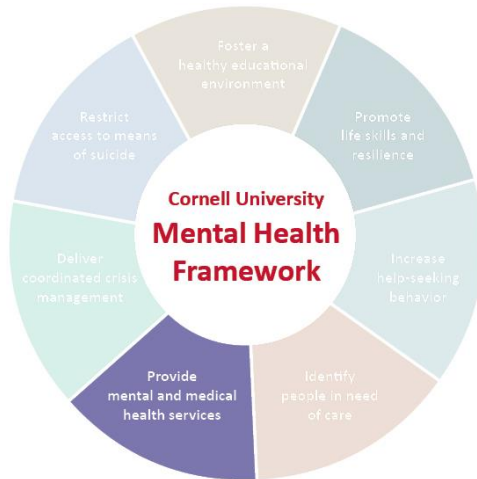 Foster a
healthy educational
environment
Promote
life skills and
resilience
Increase
help-seeking
behavior
Identify
people in need
of care
Provide
mental and medical
health services
Deliver
coordinated crisis
management
Restrict
access to means
of suicide
Cornell University
Mental Health
Framework